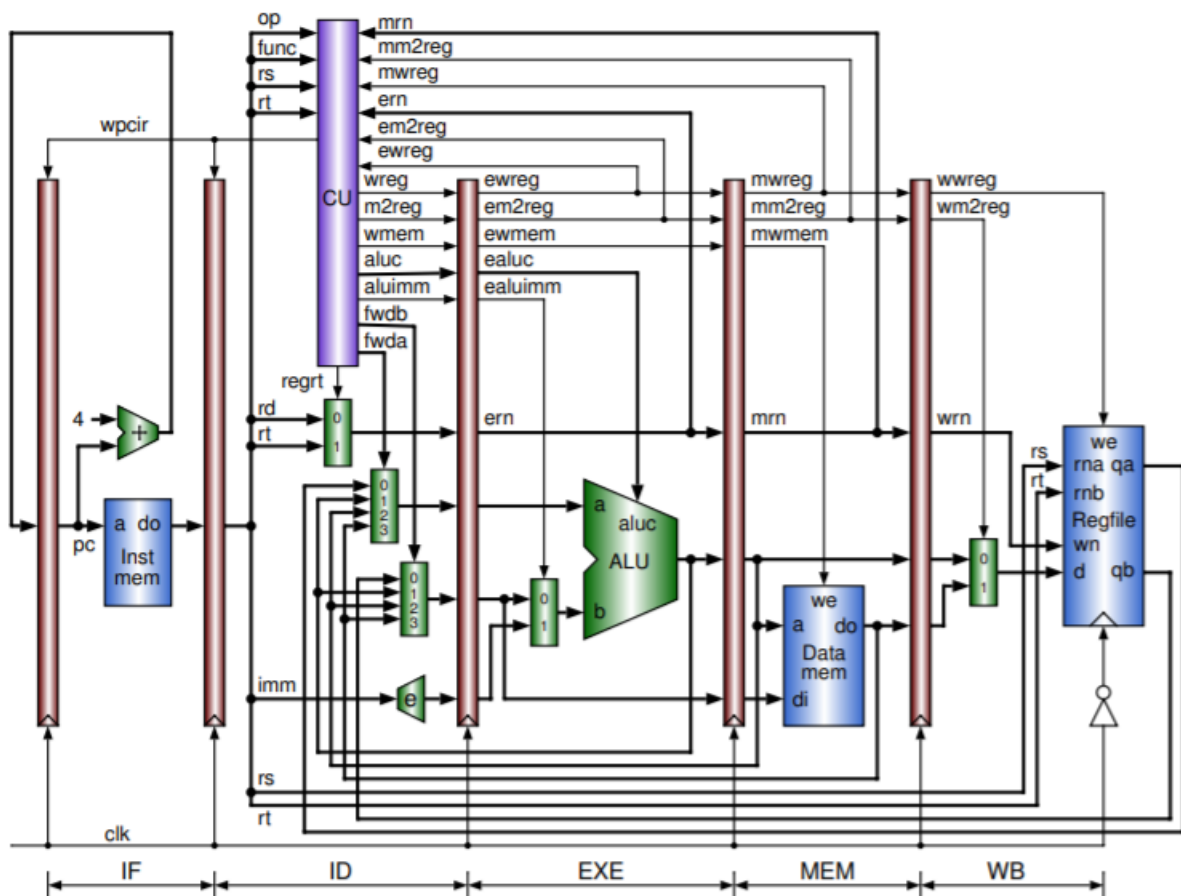 op
mrn
func
mm2reg
rs
mwreg
rt
ern
wpcir
em2reg
ewreg
CU
wreg
ewreg
mwreg
wwreg
m2reg
em2reg
mm2reg
wm2reg
wmem
ewmem
mwmem
aluc
ealuc
aluimm
ealuimm
fwdb
fwda
regrt
4
+
rd
rt
0
1
ern
mrn
wrn
rs
rt
we
rna qa
rnb
Regfile
wn
d qb
0
1
2
3
a
aluc
ALU
b
pc
a do
Inst
mem
0
1
2
3
0
1
0
1
we
a do
Data
mem
di
imm
e
rs
rt
clk
IF
ID
EXE
MEM
WB